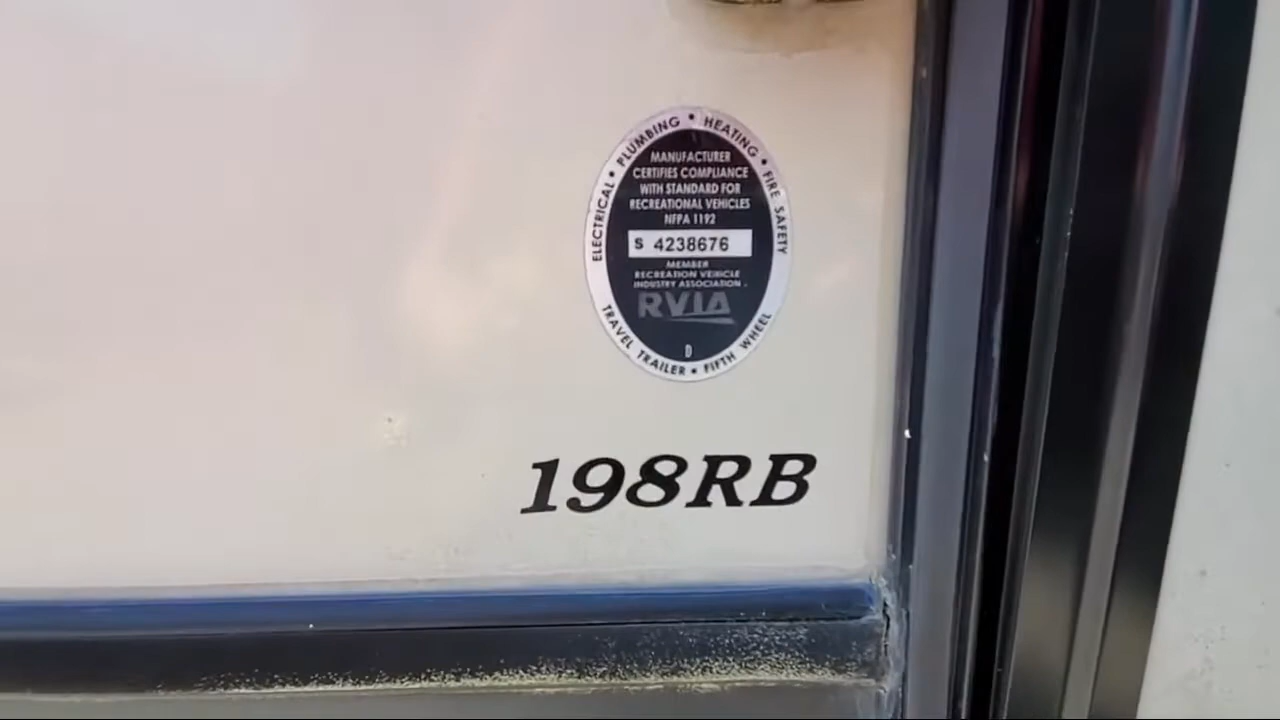 ELECTRICAL • PLUMBING • HEATING • FIRE SAFETY
MANUFACTURER
CERTIFIES COMPLIANCE
WITH STANDARD FOR
RECREATIONAL VEHICLES
NFPA 1192
S 4238676
MEMBER
RECREATION VEHICLE
INDUSTRY ASSOCIATION.
RVIA
D
TRAVEL TRAILER • FIFTH WHEEL
198RB